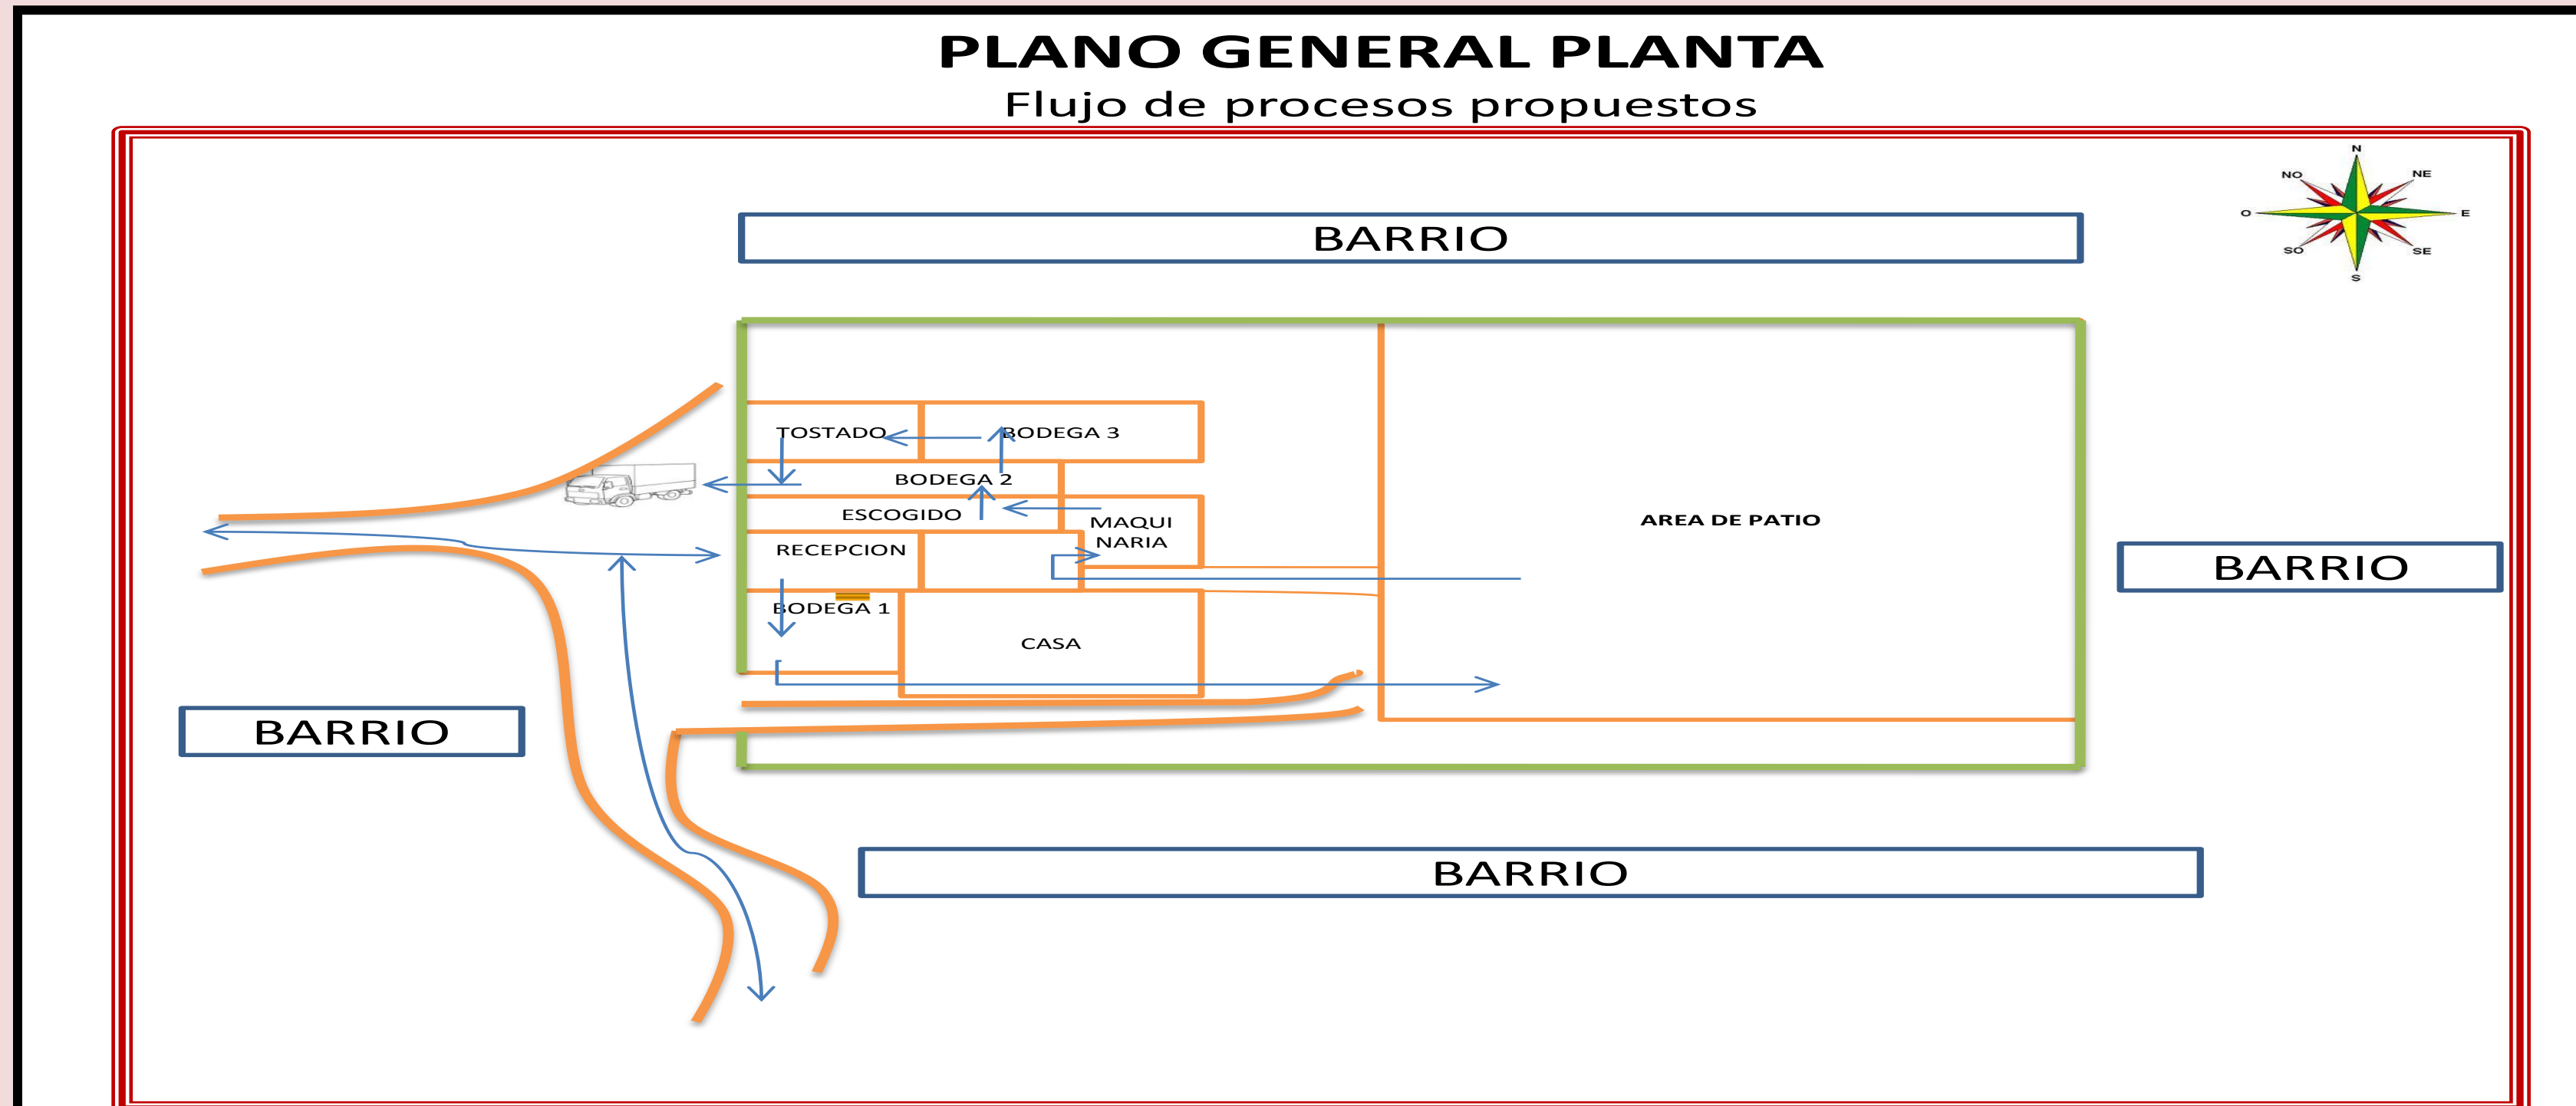 PLANO GENERAL PLANTA
Flujo de procesos propuestos
N
NO
NE
O
E
SO
SE
S
BARRIO
TOSTADO
BODEGA 3
BODEGA 2
ESCOGIDO
MAQUI
NARIA
AREA DE PATIO
RECEPCION
BARRIO
BODEGA 1
CASA
BARRIO
BARRIO